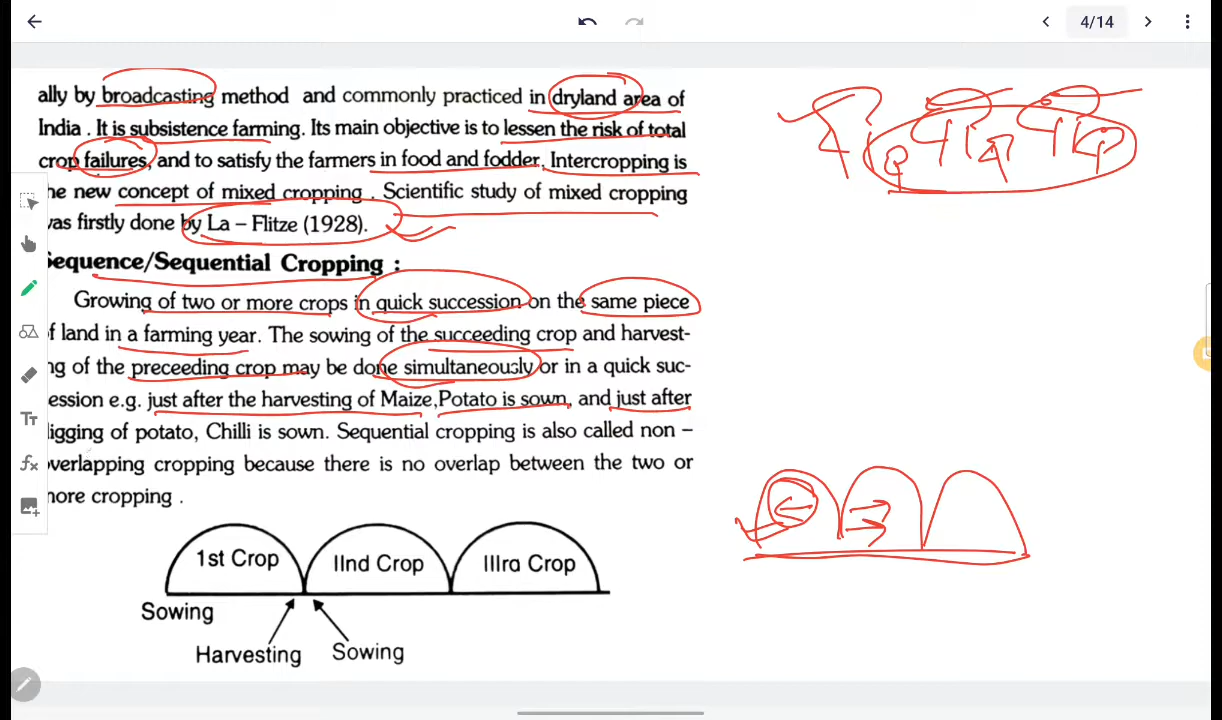 4/14
ally by broadcasting method and commonly practiced in dryland area of
India . It is subsistence farming. Its main objective is to lessen the risk of total
crop failures, and to satisfy the farmers in food and fodder, Intercropping is
he new concept of mixed cropping . Scientific study of mixed cropping
vas firstly done by La – Flitze (1928).
Sequence/Sequential Cropping :
Growing of two or more crops in quick succession on the same piece
f land in a farming year. The sowing of the succeeding crop and harvest-
ng of the preceeding crop may be done simultaneously or in a quick suc-
ession e.g. just after the harvesting of Maize, Potato is sown, and just after
igging of potato, Chilli is sown. Sequential cropping is also called non –
overlapping cropping because there is no overlap between the two or
nore cropping .
1st Crop IInd Crop IIIra Crop
Sowing
Harvesting Sowing
Tт
fx